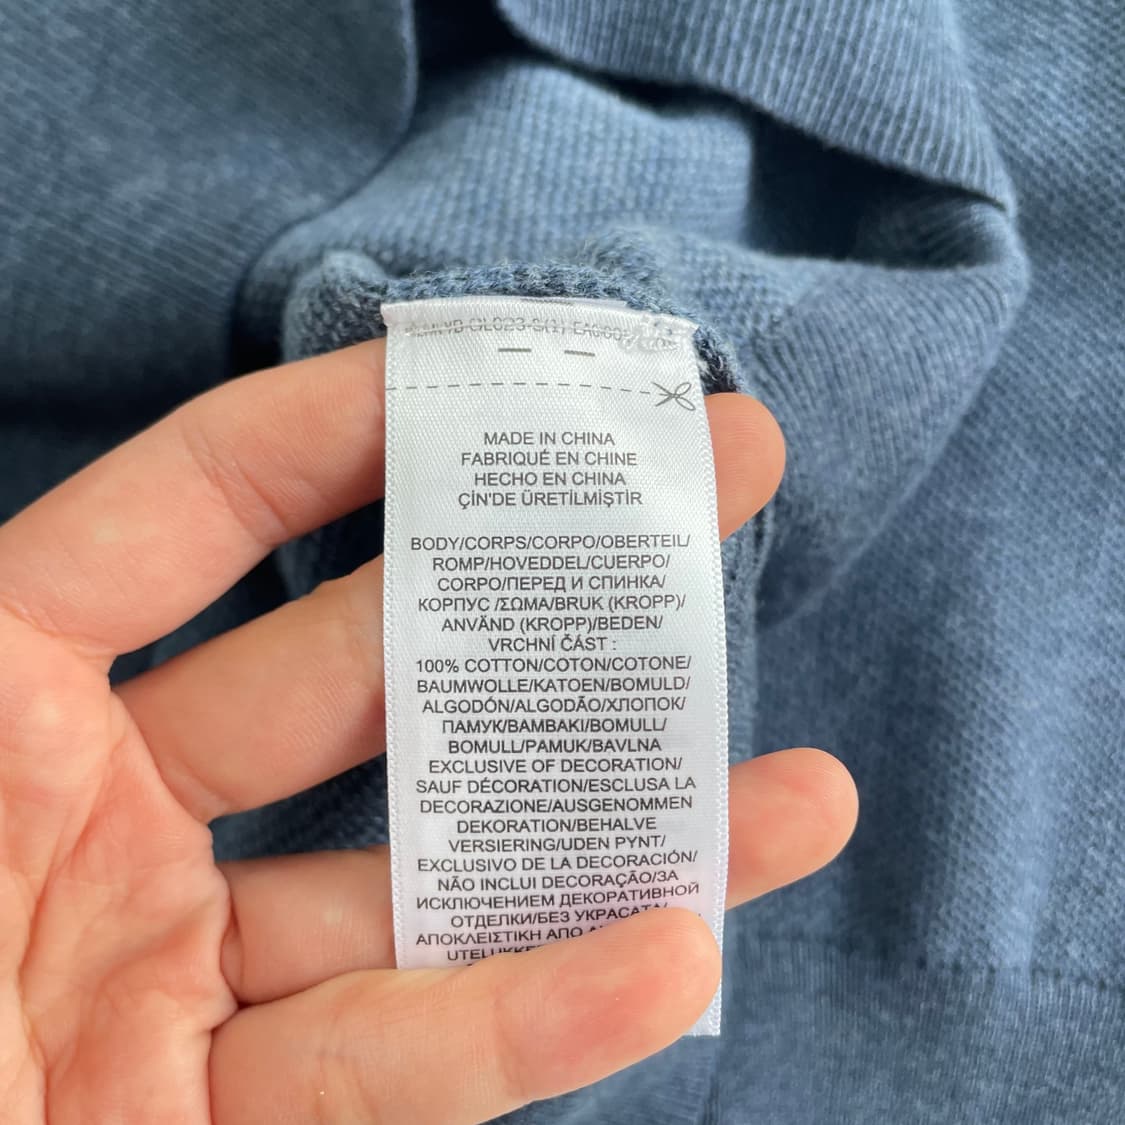 MADE IN CHINA
FABRIQUÉ EN CHINE
HECHO EN CHINA
ÇİN'DE ÜRETİLMİŞTİR
BODY/CORPS/CORPO/OBERTEIL/
ROMP/HOVEDDEL/CUERPO/
CORPO/ПЕРЕД И СПИНКА/
КОРПУС /ΣΩΜΑ/BRUK (KROPP)/
ANVÄND (KROPP)/BEDEN/
VRCHNÍ ČÁST :
100% COTTON/COTON/COTONE/
BAUMWOLLE/KATOEN/BOMULD/
ALGODÓN/ALGODÃO/ХЛОПОК/
ПАМУК/ΒΑΜΒΑΚΙ/BOMULL/
BOMULL/PAMUK/BAVLNA
EXCLUSIVE OF DECORATION/
SAUF DÉCORATION/ESCLUSA LA
DECORAZIONE/AUSGENOMMEN
DEKORATION/BEHALVE
VERSIERING/UDEN PYNT/
EXCLUSIVO DE LA DECORACIÓN/
NÃO INCLUI DECORAÇÃO/ЗА
ИСКЛЮЧЕНИЕМ ДЕКОРАТИВНОЙ
ОТДЕЛКИ/БЕЗ УКРАСАТА/
ΑΠΟΚΛΕΙΣΤΙΚΗ ΑΠΟ